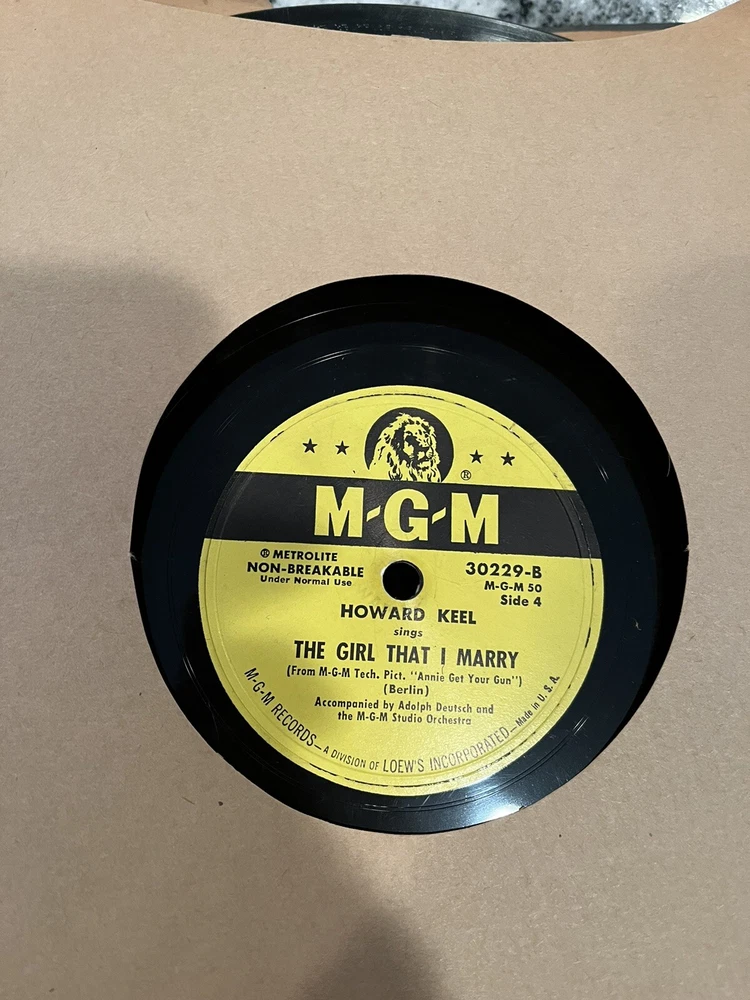 ®
M-G-M
® METROLITE
NON-BREAKABLE
Under Normal Use
30229-B
M-G-M 50
Side 4
HOWARD KEEL
sings
THE GIRL THAT I MARRY
(From M-G-M Tech. Pict. "Annie Get Your Gun")
(Berlin)
Accompanied by Adolph Deutsch and
the M-G-M Studio Orchestra
M-G-M RECORDS—A DIVISION OF LOEW'S INCORPORATED—Made in U. S. A.